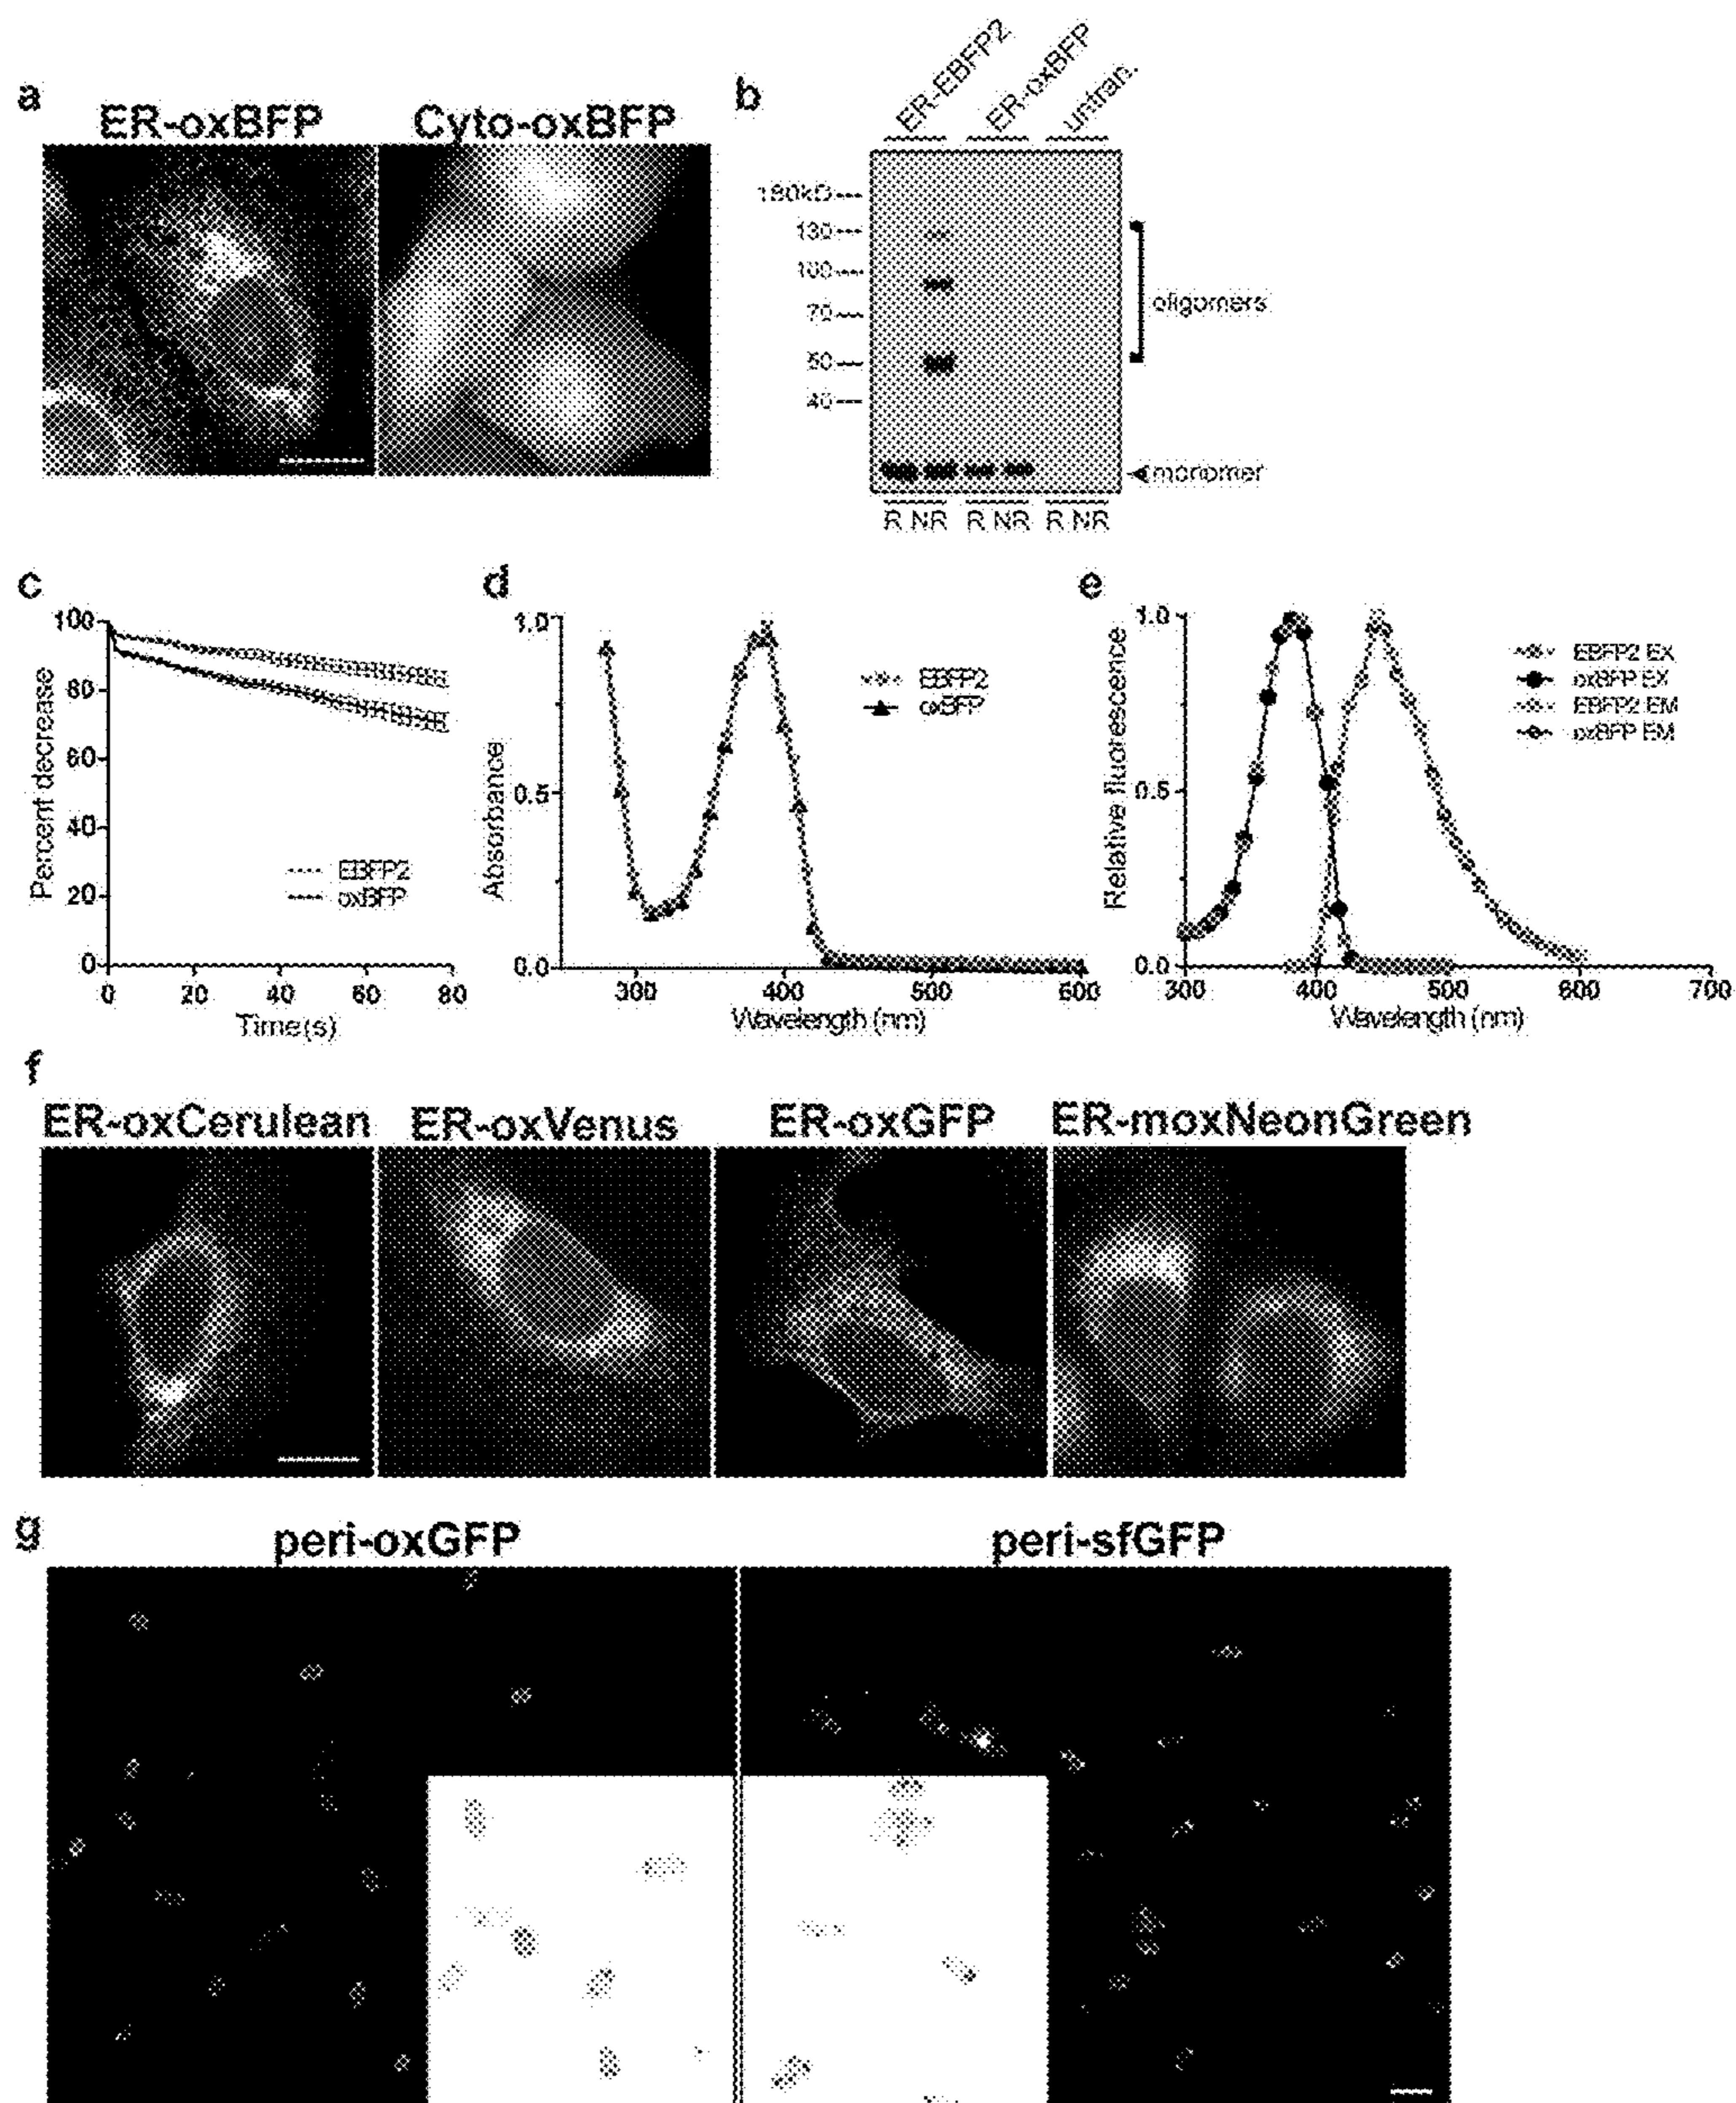 a
ER-oxBFP
Cyto-oxBFP
b
ER-EBFP2
ER-oxBFP
untran.
180kD
130
100
70
50
40
oligomers
monomer
R NR R NR R NR
c
100
80
60
40
20
0
Percent decrease
EBFP2
oxBFP
0 20 40 60 80
Time (s)
d
1.0
0.5
0.0
Absorbance
EBFP2
oxBFP
300 400 500 600
Wavelength (nm)
e
1.0
0.5
0.0
Relative fluorescence
EBFP2 EX
oxBFP EX
EBFP2 EM
oxBFP EM
300 400 500 600 700
Wavelength (nm)
f
ER-oxCerulean
ER-oxVenus
ER-oxGFP
ER-moxNeonGreen
g
peri-oxGFP
peri-sfGFP